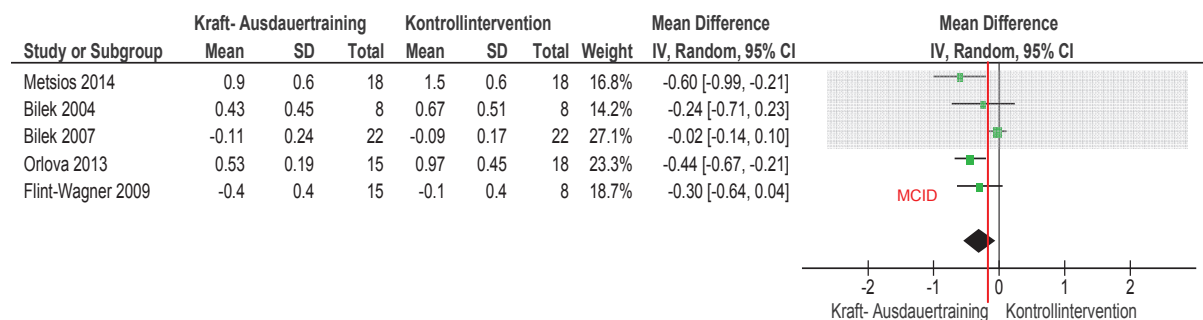 Kraft- Ausdauertraining Kontrollintervention Mean Difference Mean Difference
Study or Subgroup Mean SD Total Mean SD Total Weight IV, Random, 95% CI IV, Random, 95% CI
Metsios 2014 0.9 0.6 18 1.5 0.6 18 16.8% -0.60 [-0.99, -0.21]
Bilek 2004 0.43 0.45 8 0.67 0.51 8 14.2% -0.24 [-0.71, 0.23]
Bilek 2007 -0.11 0.24 22 -0.09 0.17 22 27.1% -0.02 [-0.14, 0.10]
Orlova 2013 0.53 0.19 15 0.97 0.45 18 23.3% -0.44 [-0.67, -0.21]
Flint-Wagner 2009 -0.4 0.4 15 -0.1 0.4 8 18.7% -0.30 [-0.64, 0.04]
MCID
-2 -1 0 1 2
Kraft- Ausdauertraining Kontrollintervention